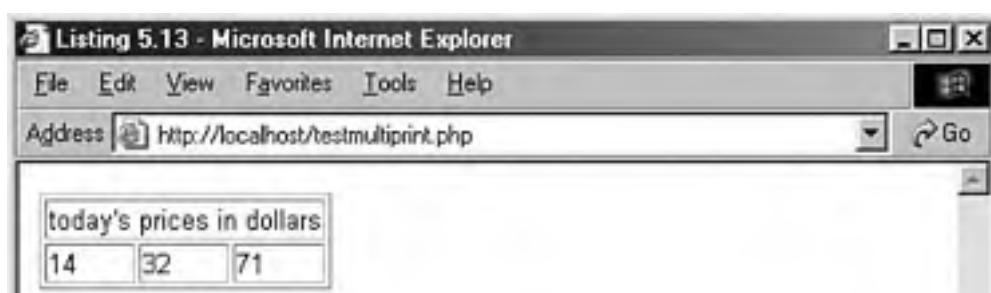 Listing 5.13 - Microsoft Internet Explorer
File Edit View Favorites Tools Help
Address http://localhost/testmultiprint.php Go
today's prices in dollars
14 32 71